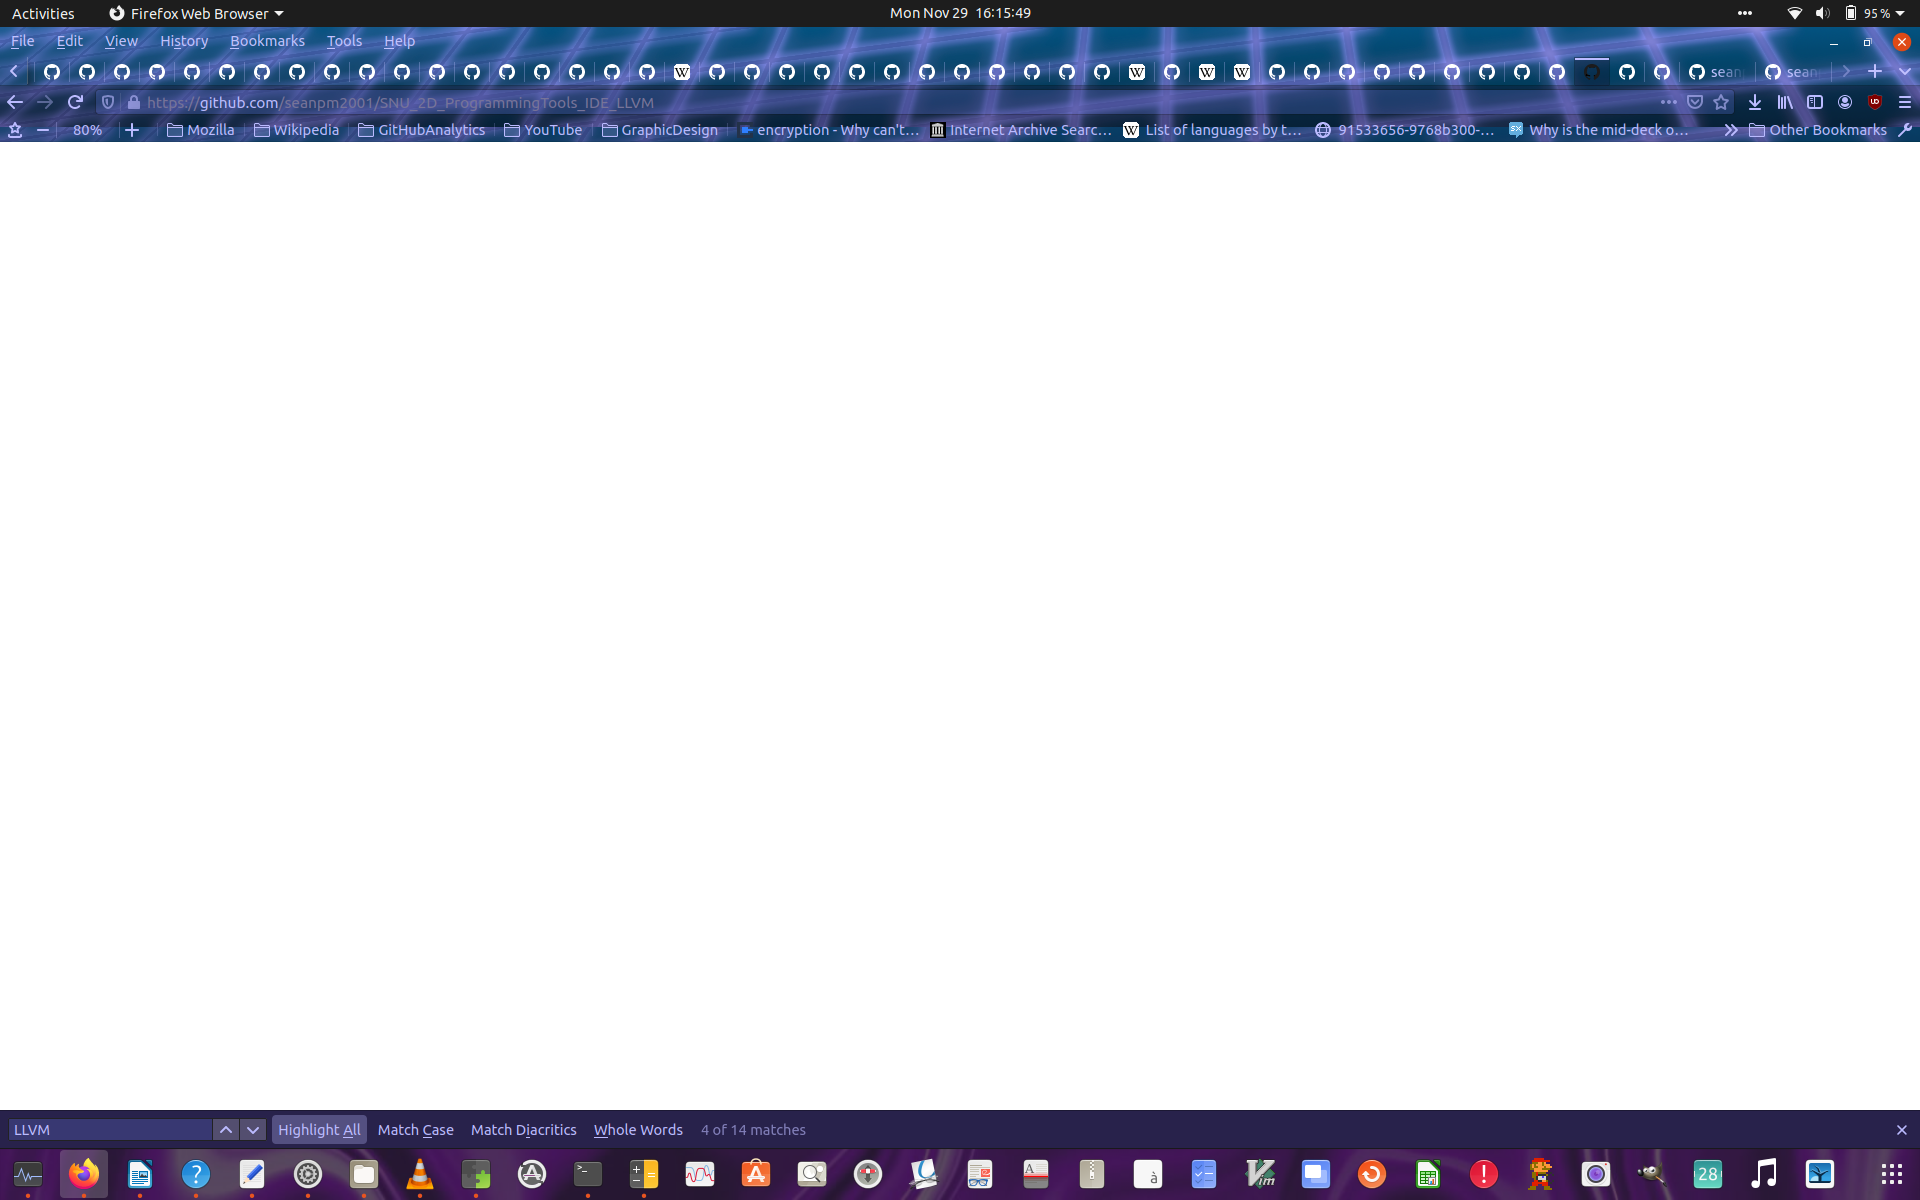 Activities Firefox Web Browser Mon Nov 29 16:15:49 95 %
File Edit View History Bookmarks Tools Help
W W W W sean sean
https://github.com/seanpm2001/SNU_2D_ProgrammingTools_IDE_LLVM
80% Mozilla Wikipedia GitHubAnalytics YouTube GraphicDesign encryption - Why can't… Internet Archive Searc… W List of languages by t… 91533656-9768b300-… Why is the mid-deck o… Other Bookmarks
LLVM Highlight All Match Case Match Diacritics Whole Words 4 of 14 matches
28